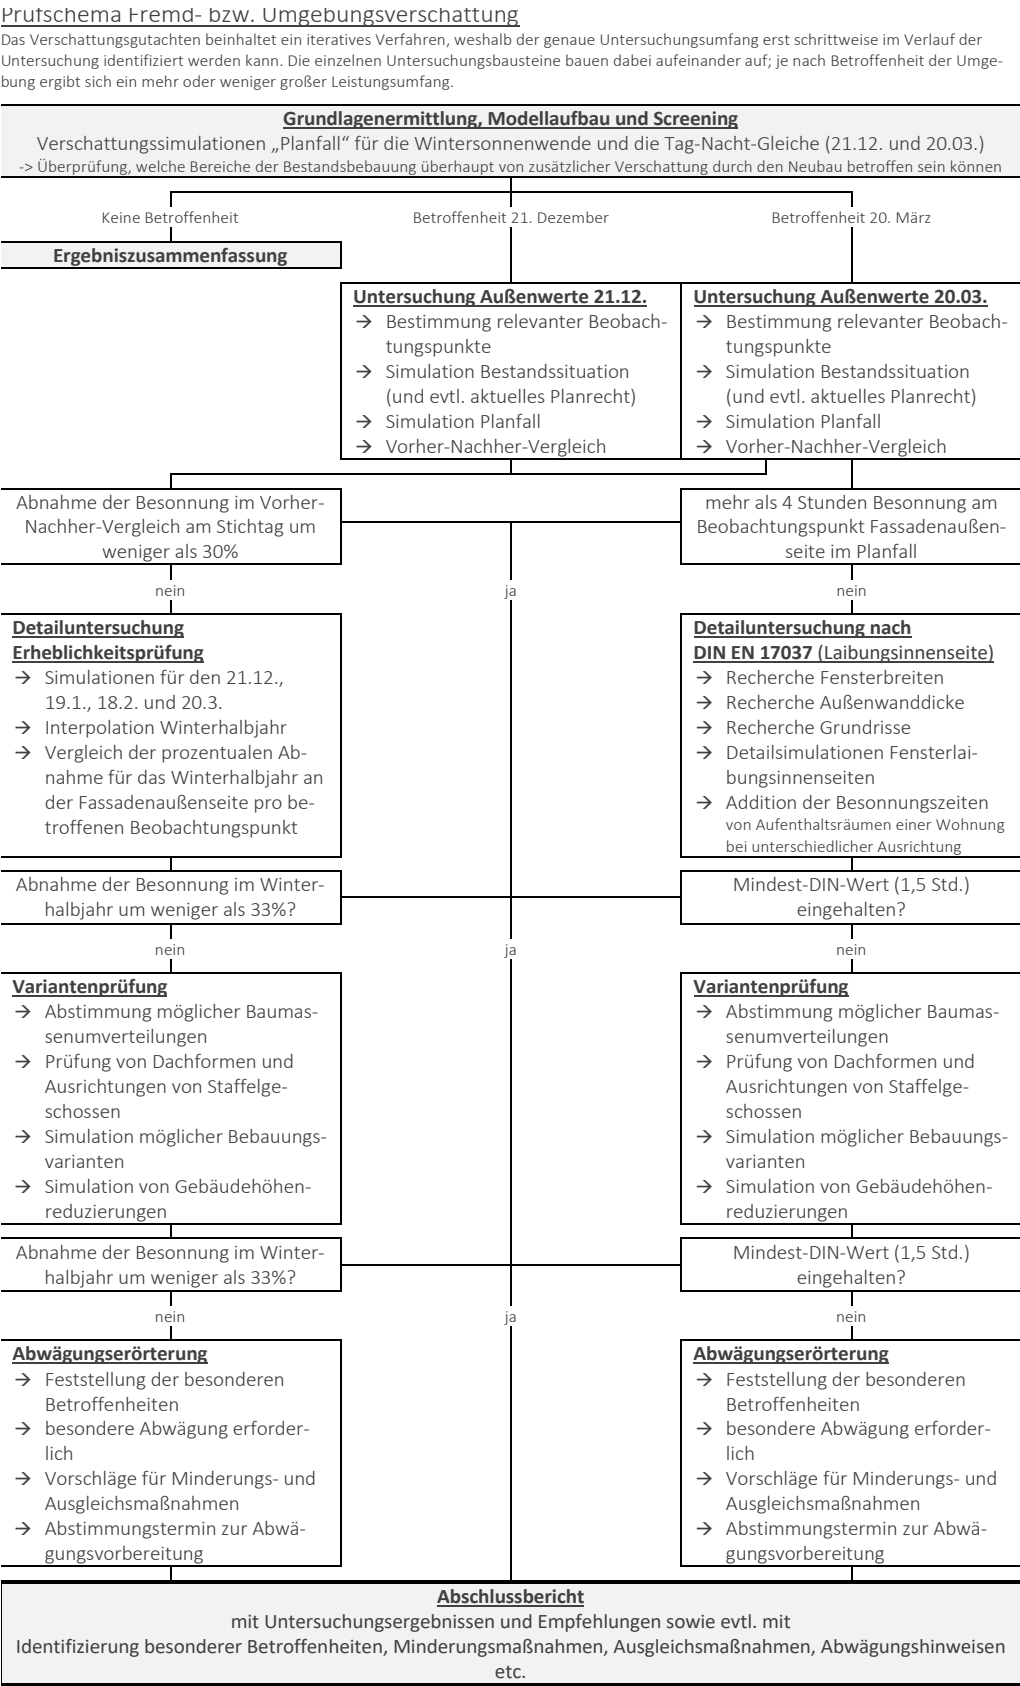 Prüfschema Fremd- bzw. Umgebungsverschattung
Das Verschattungsgutachten beinhaltet ein iteratives Verfahren, weshalb der genaue Untersuchungsumfang erst schrittweise im Verlauf der
Untersuchung identifiziert werden kann. Die einzelnen Untersuchungsbausteine bauen dabei aufeinander auf; je nach Betroffenheit der Umge-
bung ergibt sich ein mehr oder weniger großer Leistungsumfang.
Grundlagenermittlung, Modellaufbau und Screening
Verschattungssimulationen „Planfall“ für die Wintersonnenwende und die Tag-Nacht-Gleiche (21.12. und 20.03.)
-> Überprüfung, welche Bereiche der Bestandsbebauung überhaupt von zusätzlicher Verschattung durch den Neubau betroffen sein können
Keine Betroffenheit
Betroffenheit 21. Dezember
Betroffenheit 20. März
Ergebniszusammenfassung
Untersuchung Außenwerte 21.12.
→ Bestimmung relevanter Beobach-
tungspunkte
→ Simulation Bestandssituation
(und evtl. aktuelles Planrecht)
→ Simulation Planfall
→ Vorher-Nachher-Vergleich
Untersuchung Außenwerte 20.03.
→ Bestimmung relevanter Beobach-
tungspunkte
→ Simulation Bestandssituation
(und evtl. aktuelles Planrecht)
→ Simulation Planfall
→ Vorher-Nachher-Vergleich
Abnahme der Besonnung im Vorher-
Nachher-Vergleich am Stichtag um
weniger als 30%
mehr als 4 Stunden Besonnung am
Beobachtungspunkt Fassadenaußen-
seite im Planfall
nein
ja
nein
Detailuntersuchung
Erheblichkeitsprüfung
→ Simulationen für den 21.12.,
19.1., 18.2. und 20.3.
→ Interpolation Winterhalbjahr
→ Vergleich der prozentualen Ab-
nahme für das Winterhalbjahr an
der Fassadenaußenseite pro be-
troffenen Beobachtungspunkt
Detailuntersuchung nach
DIN EN 17037 (Laibungsinnenseite)
→ Recherche Fensterbreiten
→ Recherche Außenwanddicke
→ Recherche Grundrisse
→ Detailsimulationen Fensterlai-
bungsinnenseiten
→ Addition der Besonnungszeiten
von Aufenthaltsräumen einer Wohnung
bei unterschiedlicher Ausrichtung
Abnahme der Besonnung im Winter-
halbjahr um weniger als 33%?
Mindest-DIN-Wert (1,5 Std.)
eingehalten?
nein
ja
nein
Variantenprüfung
→ Abstimmung möglicher Baumas-
senumverteilungen
→ Prüfung von Dachformen und
Ausrichtungen von Staffelge-
schossen
→ Simulation möglicher Bebauungs-
varianten
→ Simulation von Gebäudehöhen-
reduzierungen
Variantenprüfung
→ Abstimmung möglicher Baumas-
senumverteilungen
→ Prüfung von Dachformen und
Ausrichtungen von Staffelge-
schossen
→ Simulation möglicher Bebauungs-
varianten
→ Simulation von Gebäudehöhen-
reduzierungen
Abnahme der Besonnung im Winter-
halbjahr um weniger als 33%?
Mindest-DIN-Wert (1,5 Std.)
eingehalten?
nein
ja
nein
Abwägungserörterung
→ Feststellung der besonderen
Betroffenheiten
→ besondere Abwägung erforder-
lich
→ Vorschläge für Minderungs- und
Ausgleichsmaßnahmen
→ Abstimmungstermin zur Abwä-
gungsvorbereitung
Abwägungserörterung
→ Feststellung der besonderen
Betroffenheiten
→ besondere Abwägung erforder-
lich
→ Vorschläge für Minderungs- und
Ausgleichsmaßnahmen
→ Abstimmungstermin zur Abwä-
gungsvorbereitung
Abschlussbericht
mit Untersuchungsergebnissen und Empfehlungen sowie evtl. mit
Identifizierung besonderer Betroffenheiten, Minderungsmaßnahmen, Ausgleichsmaßnahmen, Abwägungshinweisen
etc.